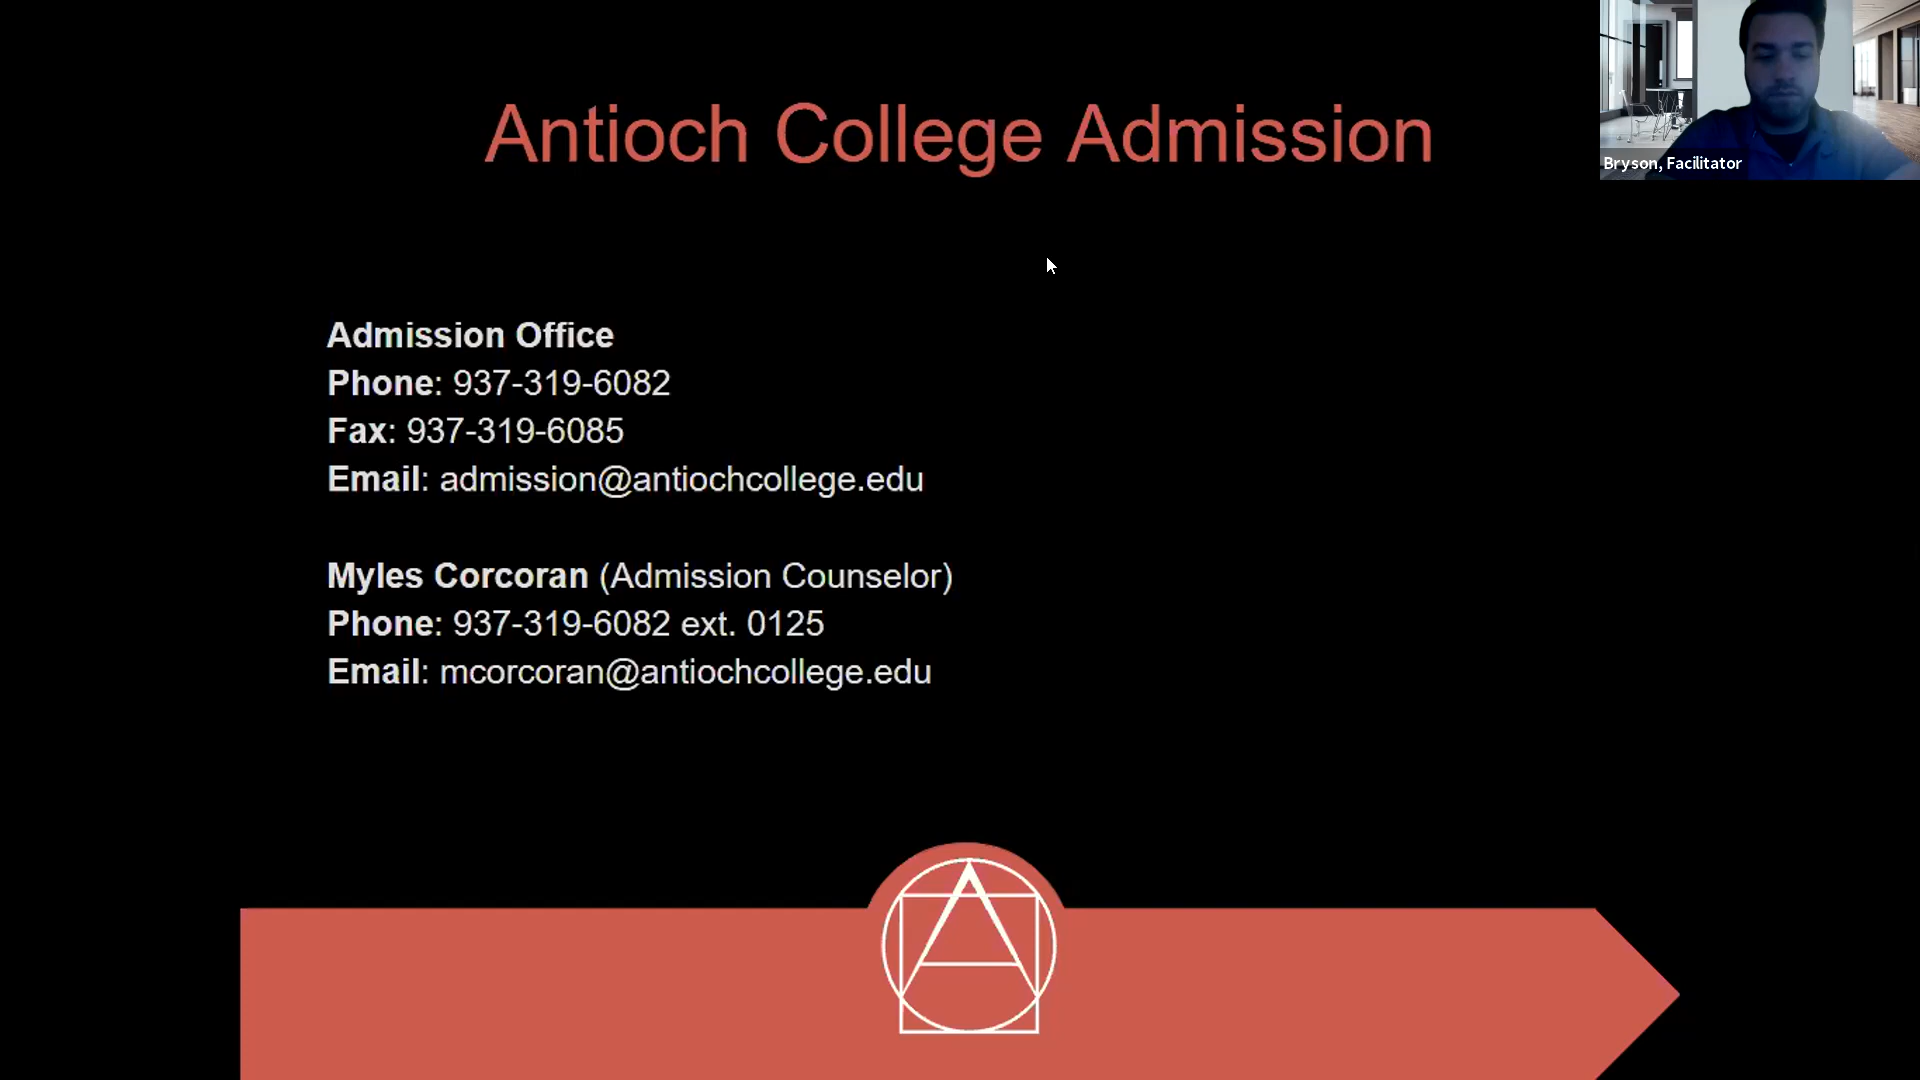 Antioch College Admission
Bryson, Facilitator
Admission Office
Phone: 937-319-6082
Fax: 937-319-6085
Email: admission@antiochcollege.edu
Myles Corcoran (Admission Counselor)
Phone: 937-319-6082 ext. 0125
Email: mcorcoran@antiochcollege.edu